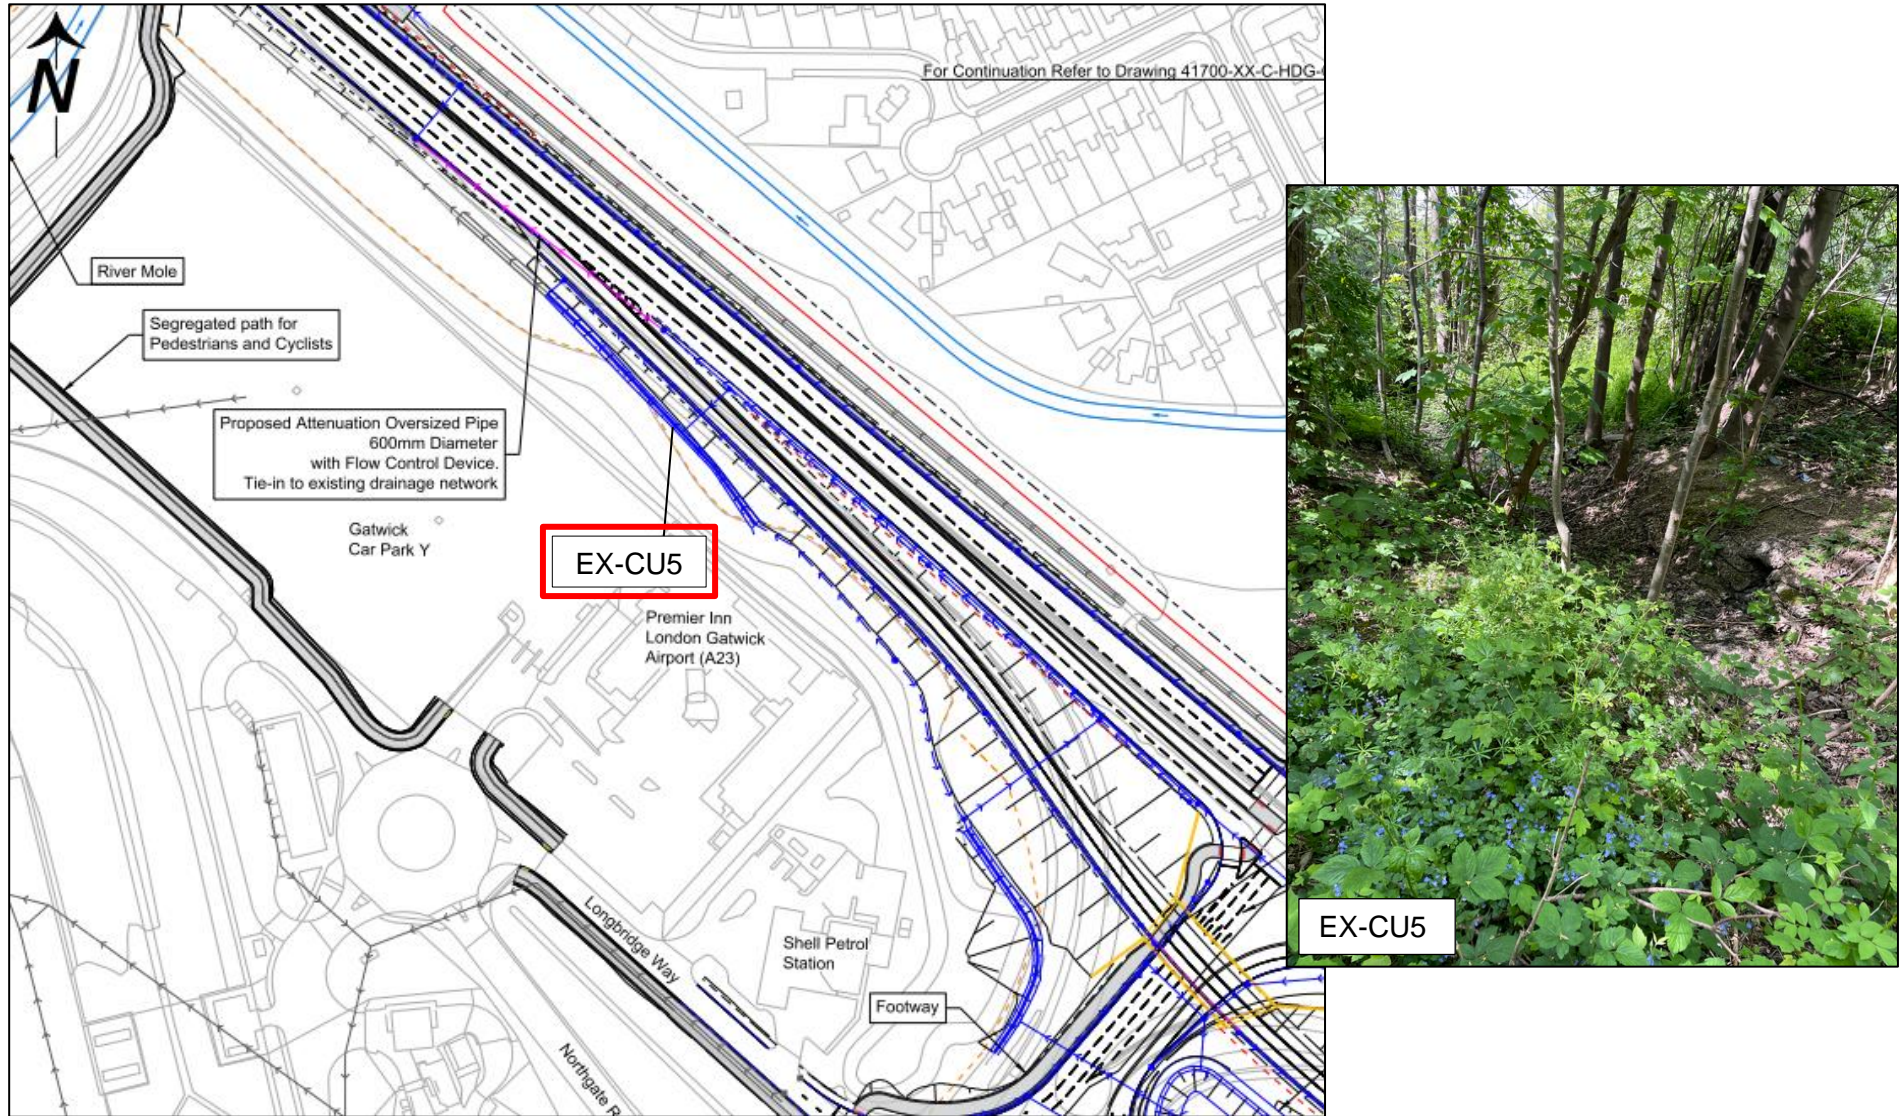 N
For Continuation Refer to Drawing 41700-XX-C-HDG-
River Mole
Segregated path for
Pedestrians and Cyclists
Proposed Attenuation Oversized Pipe
600mm Diameter
with Flow Control Device.
Tie-in to existing drainage network
Gatwick
Car Park Y
EX-CU5
Premier Inn
London Gatwick
Airport (A23)
Longbridge Way
Shell Petrol
Station
Footway
Northgate R
EX-CU5